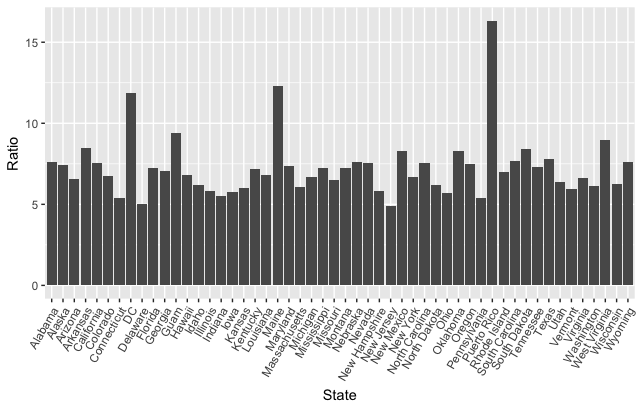 Ratio
15
10
5
0
Alabama
Alaska
Arizona
Arkansas
California
Colorado
Connecticut
DC
Delaware
Florida
Georgia
Guam
Hawaii
Idaho
Illinois
Indiana
Iowa
Kansas
Kentucky
Louisiana
Maine
Maryland
Massachusetts
Michigan
Mississippi
Missouri
Montana
Nebraska
Nevada
New Hampshire
New Jersey
New Mexico
New York
North Carolina
North Dakota
Ohio
Oklahoma
Oregon
Pennsylvania
Puerto Rico
Rhode Island
South Carolina
South Dakota
Tennessee
Texas
Utah
Vermont
Virginia
Washington
West Virginia
Wisconsin
Wyoming
State